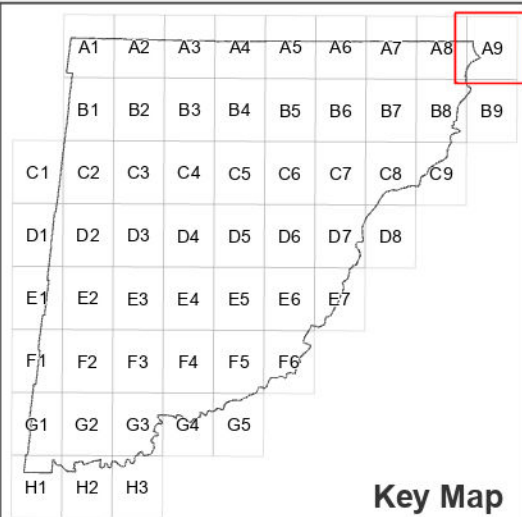 A1 A2 A3 A4 A5 A6 A7 A8 A9
B1 B2 B3 B4 B5 B6 B7 B8 B9
C1 C2 C3 C4 C5 C6 C7 C8 C9
D1 D2 D3 D4 D5 D6 D7 D8
E1 E2 E3 E4 E5 E6 E7
F1 F2 F3 F4 F5 F6
G1 G2 G3 G4 G5
H1 H2 H3
Key Map